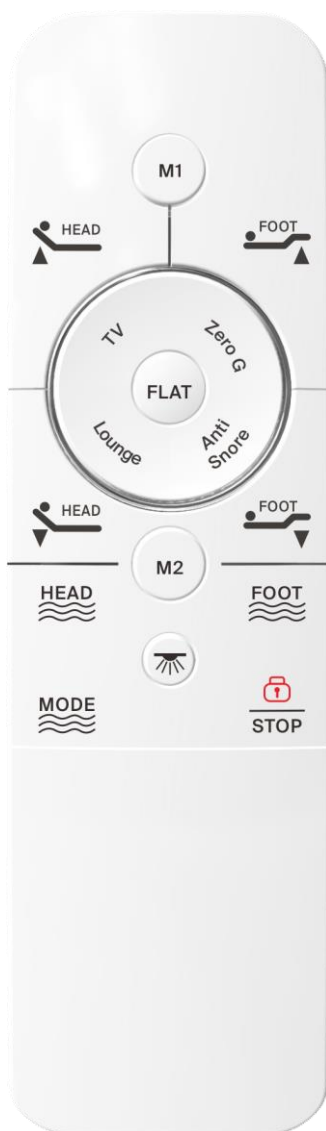 M1
HEAD
FOOT
TV
Zero G
FLAT
Lounge
Anti
Snore
HEAD
FOOT
M2
HEAD
FOOT
MODE
STOP